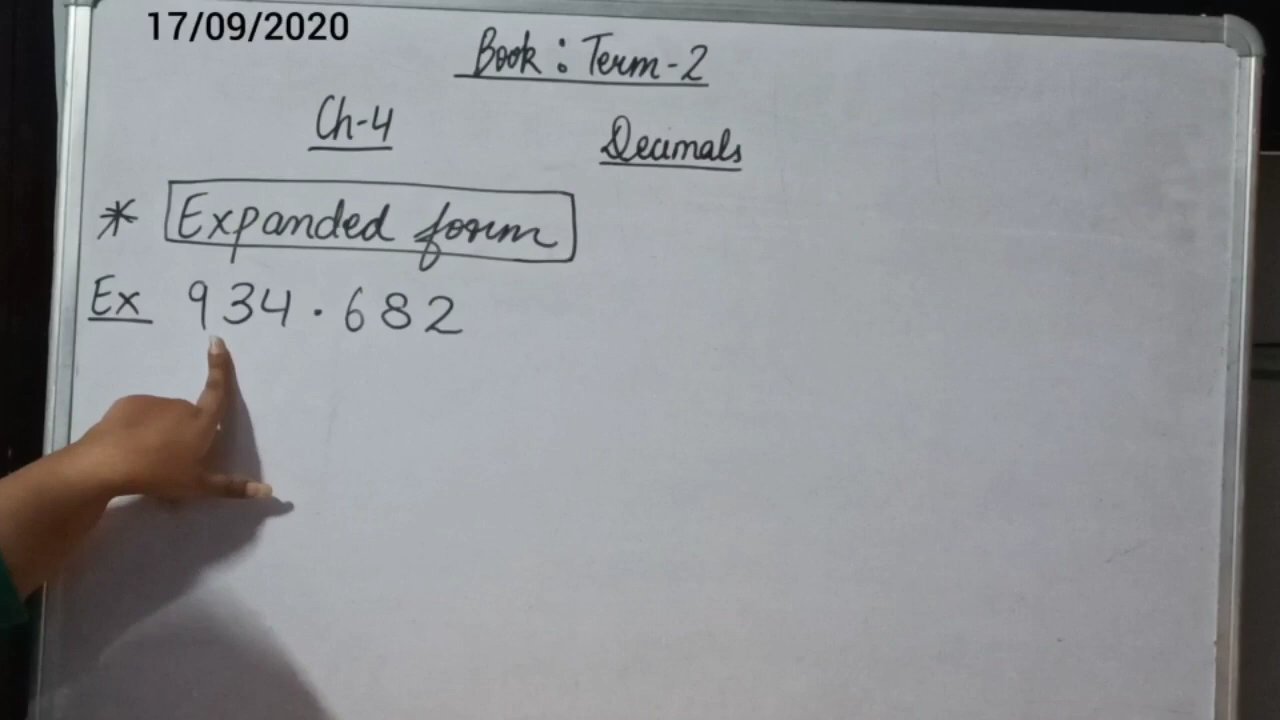 17/09/2020
Book : Term-2
Ch-4 Decimals
* Expanded form
Ex 934.682